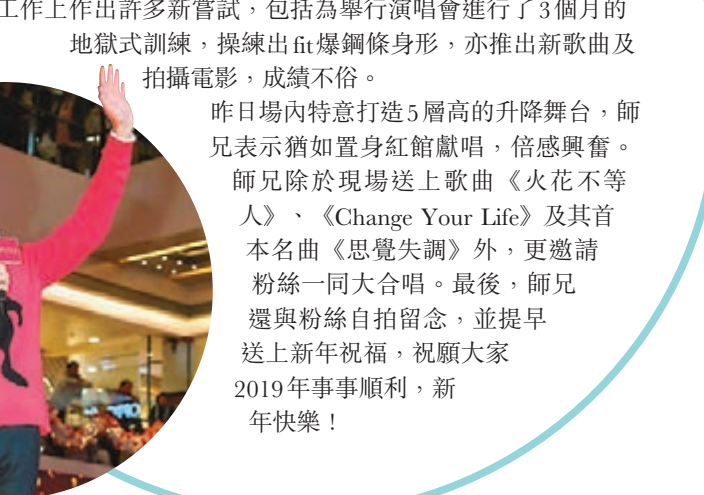 工作上作出許多新嘗試，包括為舉行演唱會進行了3個月的
地獄式訓練，操練出fit爆鋼條身形，亦推出新歌曲及
拍攝電影，成績不俗。
昨日場內特意打造5層高的升降舞台，師
兄表示猶如置身紅館獻唱，倍感興奮。
師兄除於現場送上歌曲《火花不等
人》、《Change Your Life》及其首
本名曲《思覺失調》外，更邀請
粉絲一同大合唱。最後，師兄
還與粉絲自拍留念，並提早
送上新年祝福，祝願大家
2019年事事順利，新
年快樂！